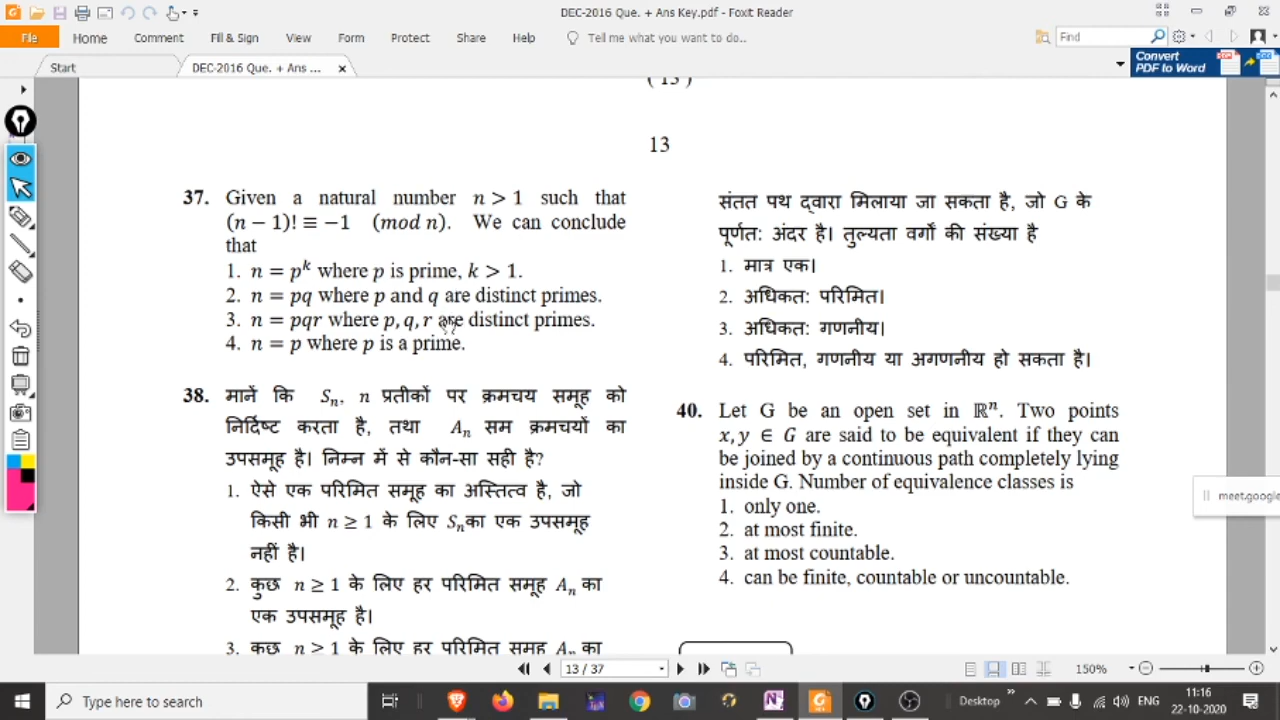 DEC-2016 Que. + Ans Key.pdf - Foxit Reader
File Home Comment Fill & Sign View Form Protect Share Help Tell me what you want to do.. Find
Start DEC-2016 Que. + Ans ... Convert
PDF to Word
( 13 )
13
37. Given a natural number n > 1 such that
(n − 1)! ≡ −1 (mod n). We can conclude
that
1. n = p^k where p is prime, k > 1.
2. n = pq where p and q are distinct primes.
3. n = pqr where p, q, r are distinct primes.
4. n = p where p is a prime.
38. मानें कि Sₙ, n प्रतीकों पर क्रमचय समूह को
निर्दिष्ट करता है, तथा Aₙ सम क्रमचयों का
उपसमूह है। निम्न में से कौन-सा सही है?
1. ऐसे एक परिमित समूह का अस्तित्व है, जो
किसी भी n ≥ 1 के लिए Sₙका एक उपसमूह
नहीं है।
2. कुछ n ≥ 1 के लिए हर परिमित समूह Aₙ का
एक उपसमूह है।
3. कुछ n > 1 के लिए हर परिमित समूह Aₙ का
संतत पथ द्वारा मिलाया जा सकता है, जो G के
पूर्णत: अंदर है। तुल्यता वर्गों की संख्या है
1. मात्र एक।
2. अधिकत: परिमित।
3. अधिकत: गणनीय।
4. परिमित, गणनीय या अगणनीय हो सकता है।
40. Let G be an open set in ℝⁿ. Two points
x, y ∈ G are said to be equivalent if they can
be joined by a continuous path completely lying
inside G. Number of equivalence classes is
1. only one.
2. at most finite.
3. at most countable.
4. can be finite, countable or uncountable.
meet.google
13 / 37 150%
Type here to search Desktop ENG 11:16
22-10-2020